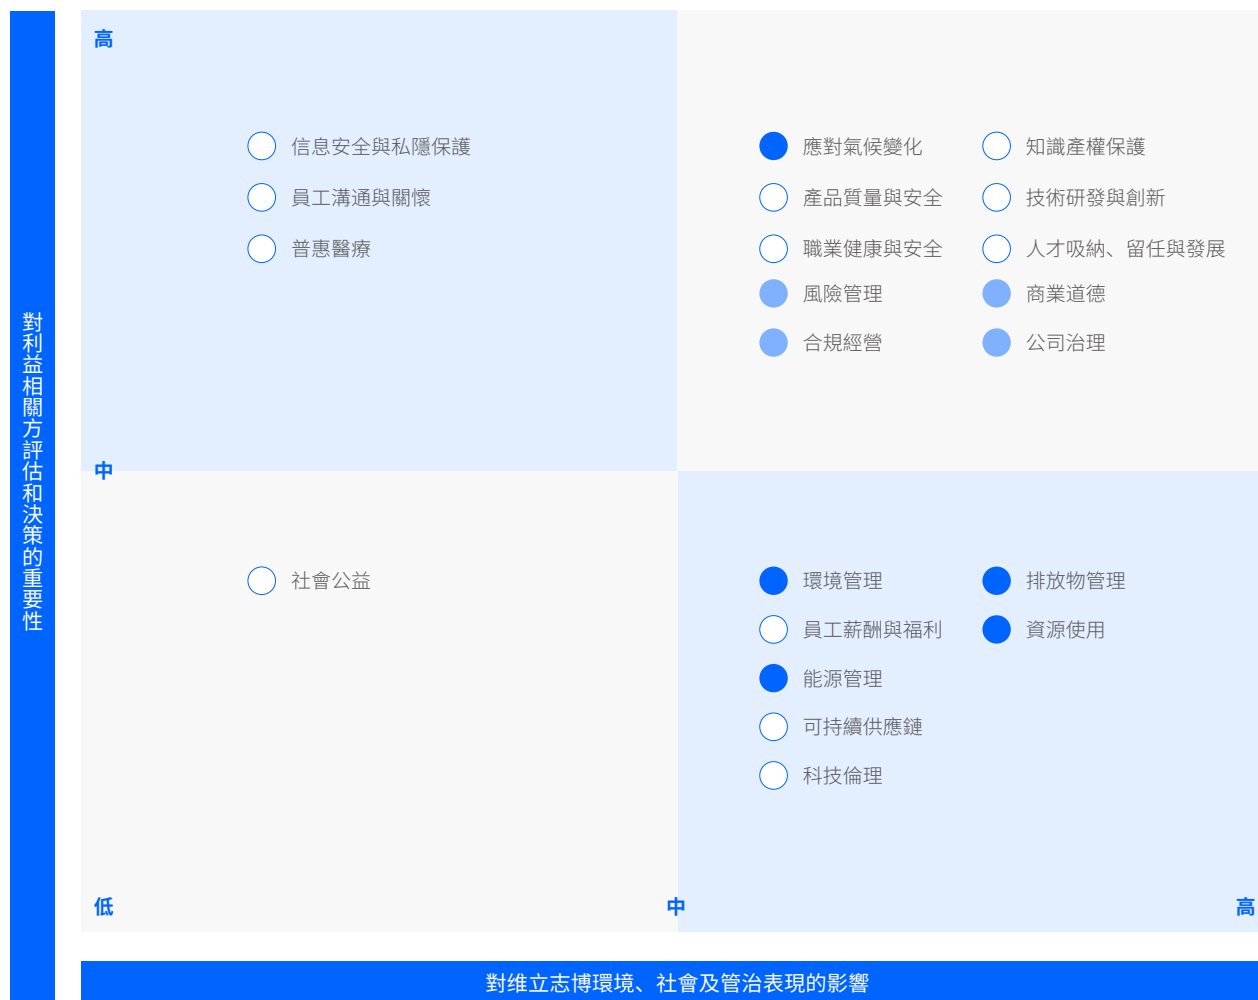 對利益相關方評估和決策的重要性
高
信息安全與私隱保護
員工溝通與關懷
普惠醫療
應對氣候變化
知識產權保護
產品質量與安全
技術研發與創新
職業健康與安全
人才吸納、留任與發展
風險管理
商業道德
合規經營
公司治理
中
社會公益
環境管理
排放物管理
員工薪酬與福利
資源使用
能源管理
可持續供應鏈
科技倫理
低
中
高
對维立志博環境、社會及管治表現的影響